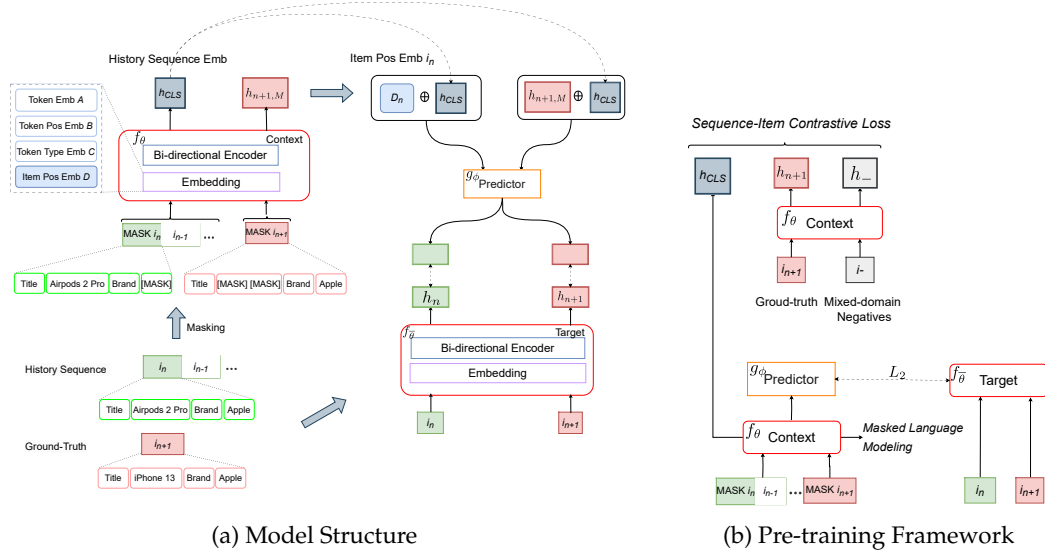 History Sequence Emb
Item Pos Emb i_n
h_CLS
h_{n+1,M}
D_n ⊕ h_CLS
h_{n+1,M} ⊕ h_CLS
Token Emb A
Token Pos Emb B
Token Type Emb C
Item Pos Emb D
f_θ
Context
Bi-directional Encoder
Embedding
g_ϕ Predictor
MASK i_n
i_{n-1}
...
MASK i_{n+1}
Title
Airpods 2 Pro
Brand
[MASK]
Title
[MASK] [MASK]
Brand
Apple
Masking
h_n
h_{n+1}
f_θ̅
Target
Bi-directional Encoder
Embedding
i_n
i_{n+1}
History Sequence
i_n
i_{n-1}
...
Title
Airpods 2 Pro
Brand
Apple
Ground-Truth
i_{n+1}
Title
iPhone 13
Brand
Apple
(a) Model Structure
Sequence-Item Contrastive Loss
h_CLS
h_{n+1}
h_−
f_θ Context
i_{n+1}
i-
Groud-truth
Mixed-domain
Negatives
g_ϕ Predictor
L_2
f_θ̅ Target
f_θ Context
Masked Language
Modeling
MASK i_n
i_{n-1}
...
MASK i_{n+1}
i_n
i_{n+1}
(b) Pre-training Framework